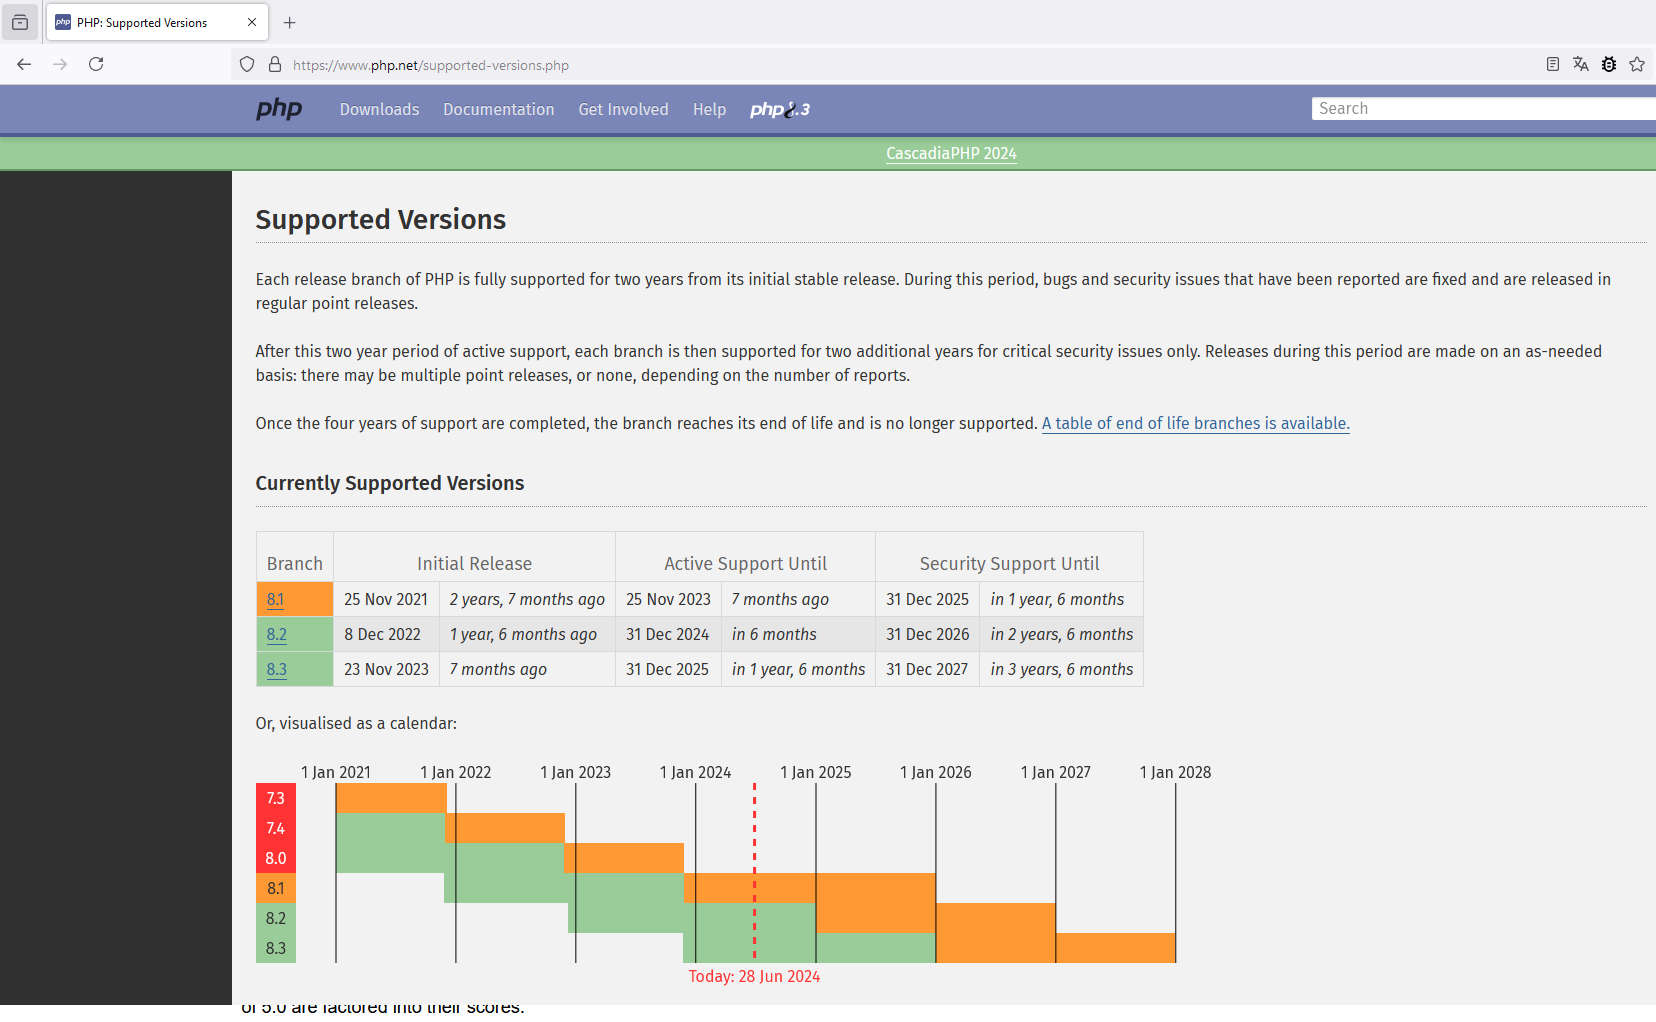 php PHP: Supported Versions
https://www.php.net/supported-versions.php
php Downloads Documentation Get Involved Help php8.3 Search
CascadiaPHP 2024
Supported Versions
Each release branch of PHP is fully supported for two years from its initial stable release. During this period, bugs and security issues that have been reported are fixed and are released in
regular point releases.
After this two year period of active support, each branch is then supported for two additional years for critical security issues only. Releases during this period are made on an as-needed
basis: there may be multiple point releases, or none, depending on the number of reports.
Once the four years of support are completed, the branch reaches its end of life and is no longer supported. A table of end of life branches is available.
Currently Supported Versions
Branch Initial Release Active Support Until Security Support Until
8.1 25 Nov 2021 2 years, 7 months ago 25 Nov 2023 7 months ago 31 Dec 2025 in 1 year, 6 months
8.2 8 Dec 2022 1 year, 6 months ago 31 Dec 2024 in 6 months 31 Dec 2026 in 2 years, 6 months
8.3 23 Nov 2023 7 months ago 31 Dec 2025 in 1 year, 6 months 31 Dec 2027 in 3 years, 6 months
Or, visualised as a calendar:
1 Jan 2021 1 Jan 2022 1 Jan 2023 1 Jan 2024 1 Jan 2025 1 Jan 2026 1 Jan 2027 1 Jan 2028
7.3
7.4
8.0
8.1
8.2
8.3
Today: 28 Jun 2024
of 5.0 are factored into their scores.